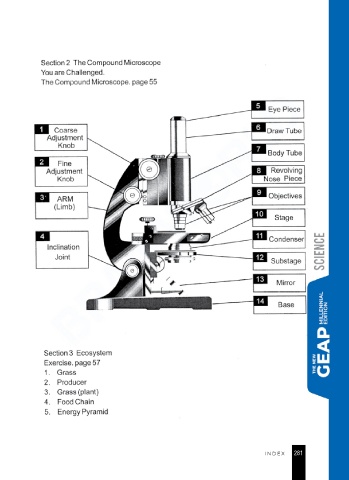 Section 2 The Compound Microscope
You are Challenged.
The Compound Microscope. page 55
1 Coarse
Adjustment
Knob
2 Fine
Adjustment
Knob
3 ARM
(Limb)
4
Inclination
Joint
5 Eye Piece
6 Draw Tube
7 Body Tube
8 Revolving
Nose Piece
9 Objectives
10 Stage
11 Condenser
12 Substage
13 Mirror
14 Base
SCIENCE
THE NEW
GEAP MILLENNIAL
EDITION
Section 3 Ecosystem
Exercise, page 57
1. Grass
2. Producer
3. Grass (plant)
4. Food Chain
5. Energy Pyramid
INDEX 281